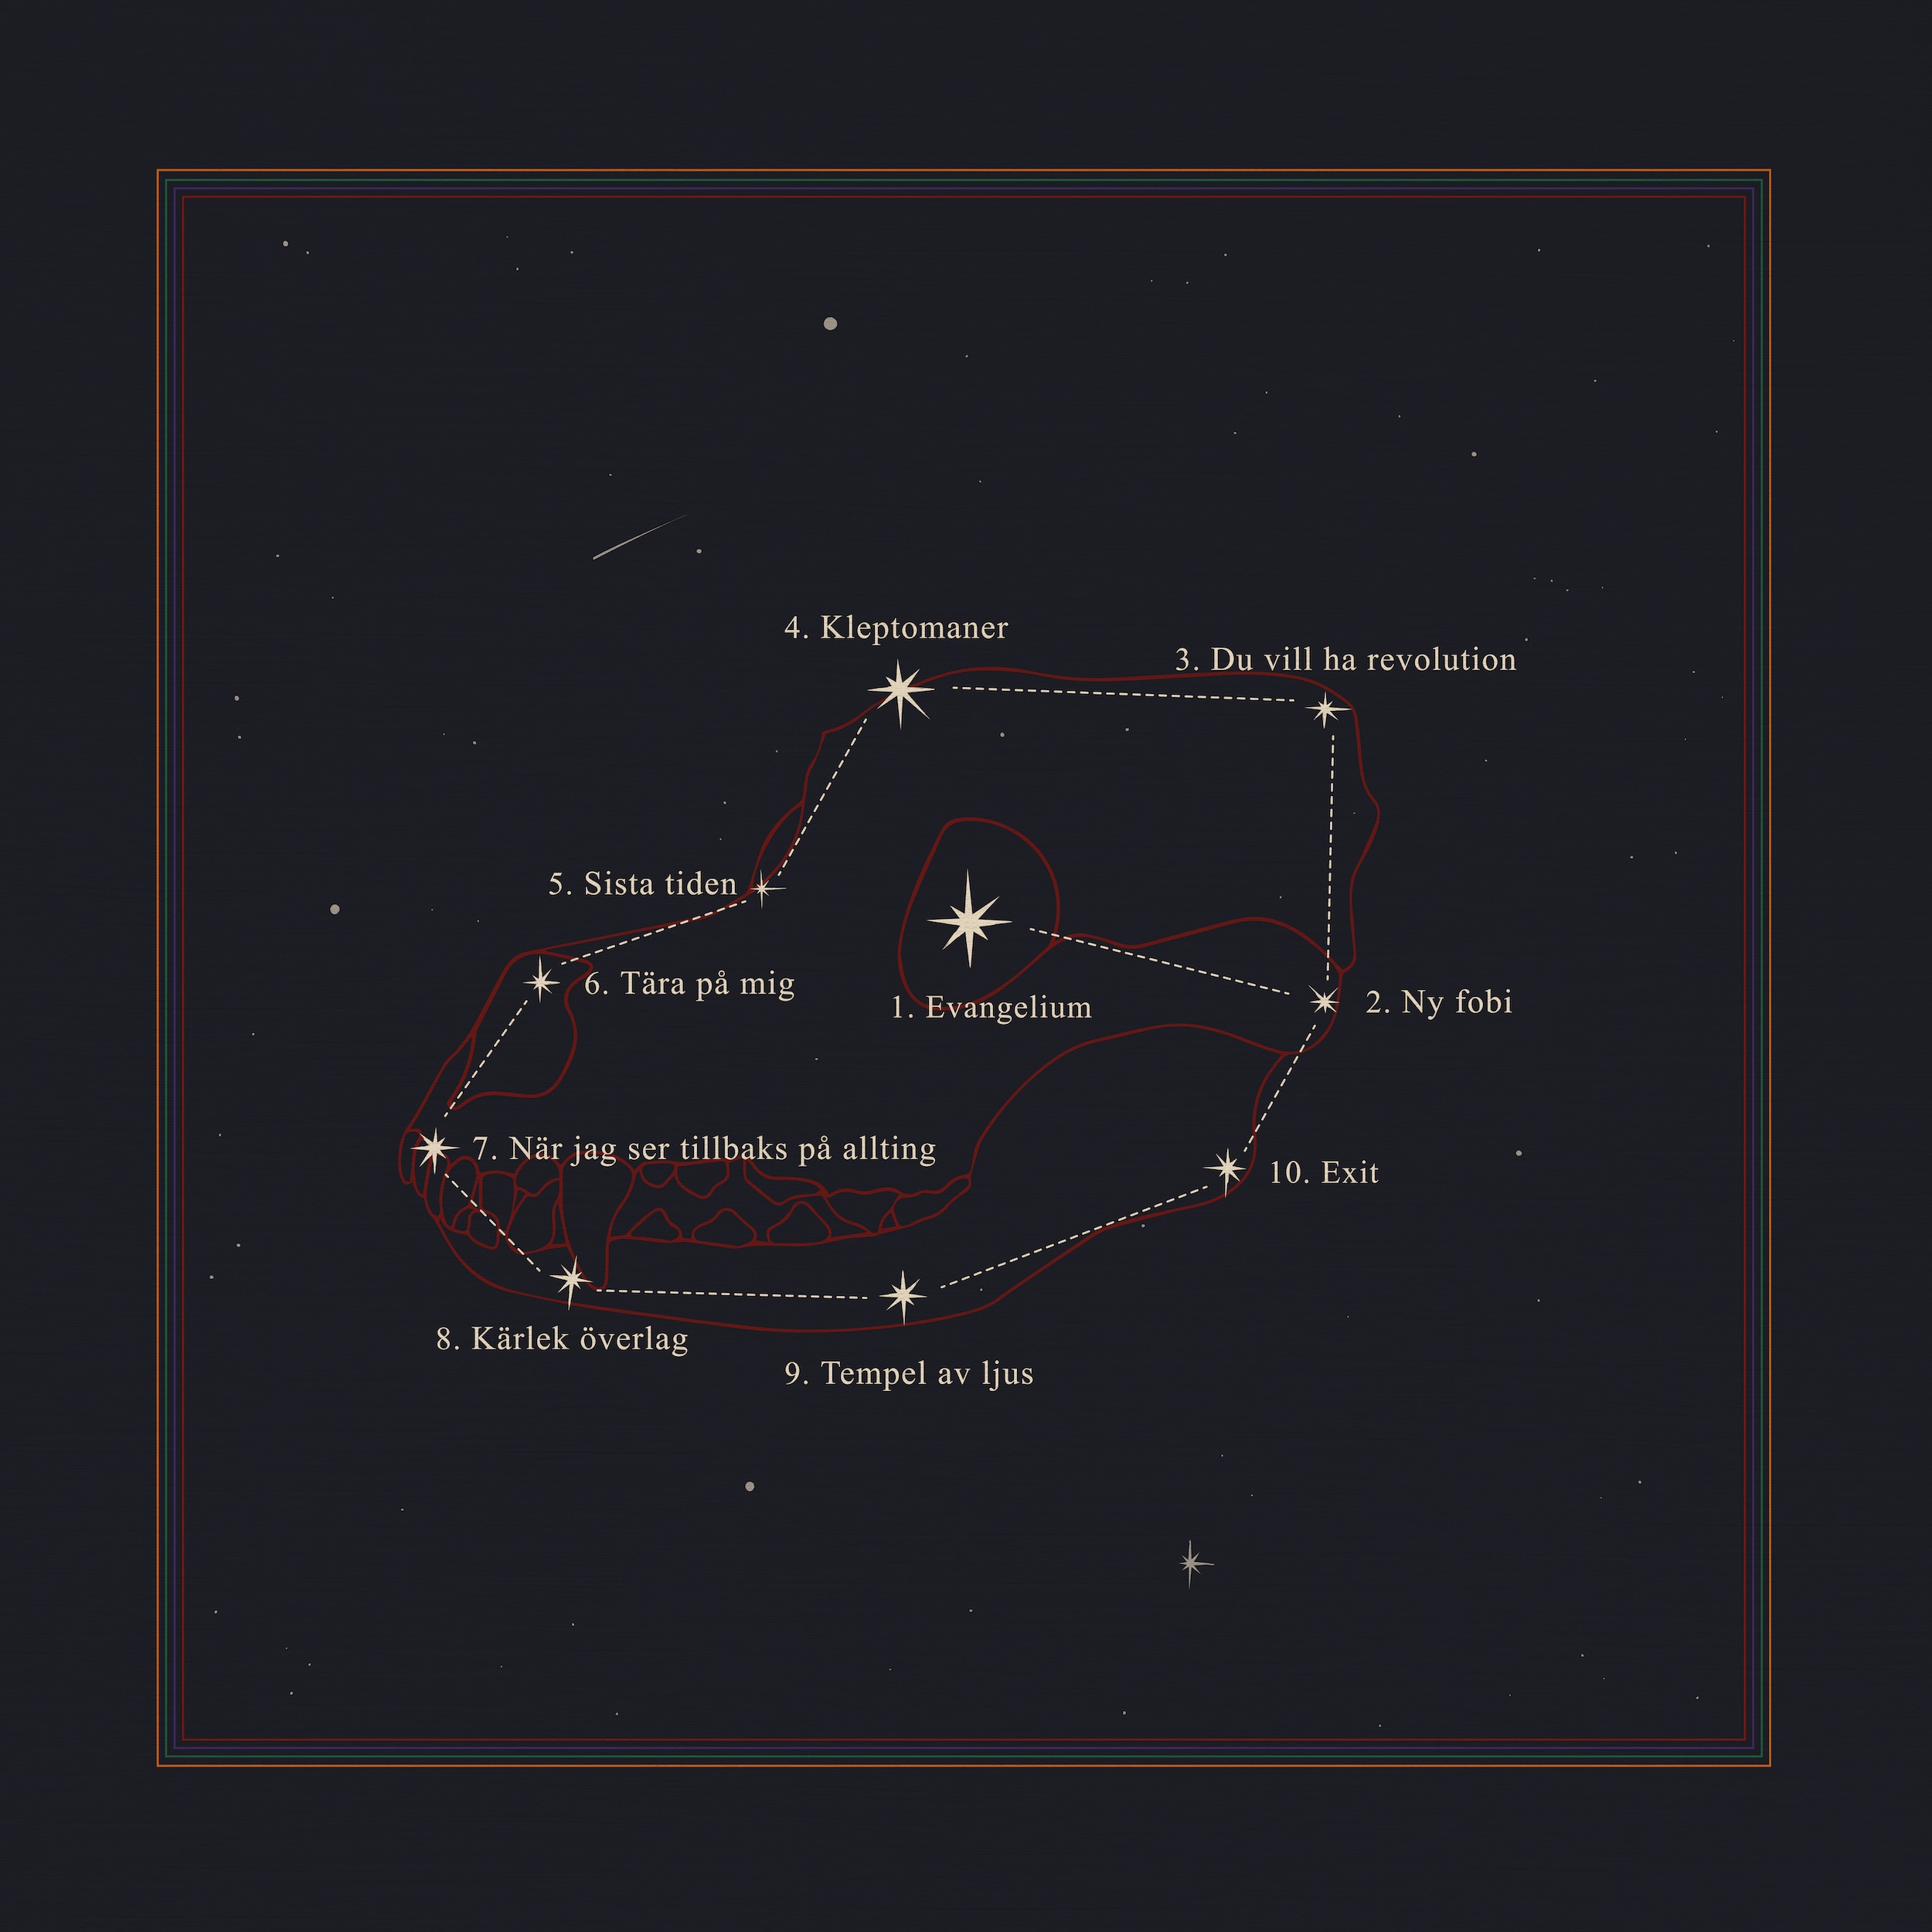 4. Kleptomaner
3. Du vill ha revolution
5. Sista tiden
6. Tära på mig
1. Evangelium
2. Ny fobi
7. När jag ser tillbaks på allting
10. Exit
8. Kärlek överlag
9. Tempel av ljus